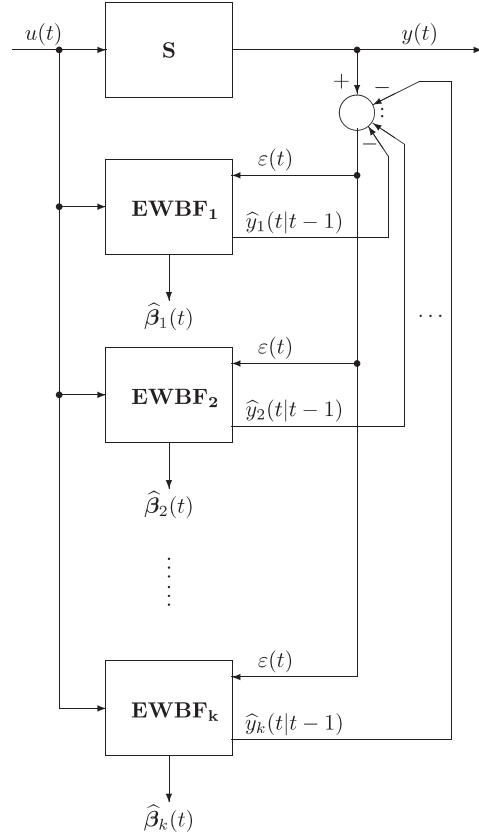 u(t) S y(t)
+ −
⋮
−
ε(t)
EWBF₁ ŷ₁(t|t − 1)
β̂₁(t)
. . .
ε(t)
EWBF₂ ŷ₂(t|t − 1)
β̂₂(t)
......
ε(t)
EWBFₖ ŷₖ(t|t − 1)
β̂ₖ(t)